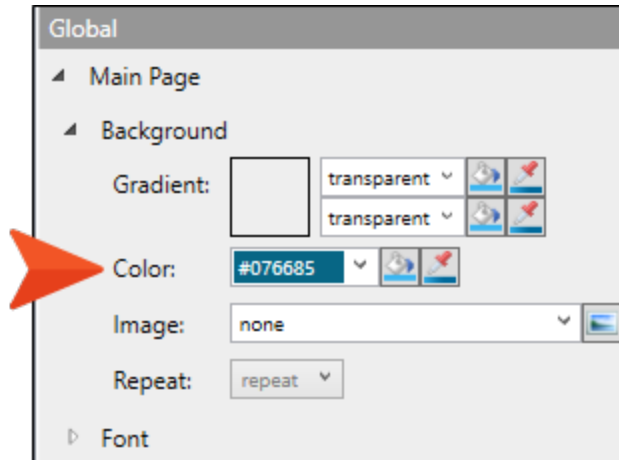 Global
Main Page
Background
Gradient: transparent
transparent
Color: #076685
Image: none
Repeat: repeat
Font